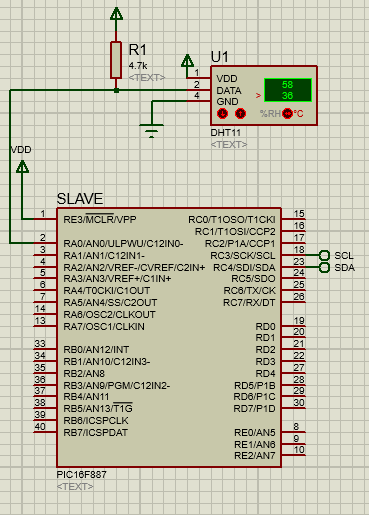 R1
4.7k
<TEXT>
U1
1 VDD
2 DATA
4 GND
>
58
36
%RH °C
DHT11
<TEXT>
VDD
SLAVE
1 RE3/MCLR/VPP
2 RA0/AN0/ULPWU/C12IN0-
3 RA1/AN1/C12IN1-
4 RA2/AN2/VREF-/CVREF/C2IN+
5 RA3/AN3/VREF+/C1IN+
6 RA4/T0CKI/C1OUT
7 RA5/AN4/SS/C2OUT
14 RA6/OSC2/CLKOUT
13 RA7/OSC1/CLKIN
33 RB0/AN12/INT
34 RB1/AN10/C12IN3-
35 RB2/AN8
36 RB3/AN9/PGM/C12IN2-
37 RB4/AN11
38 RB5/AN13/T1G
39 RB6/ICSPCLK
40 RB7/ICSPDAT
RC0/T1OSO/T1CKI 15
RC1/T1OSI/CCP2 16
RC2/P1A/CCP1 17
RC3/SCK/SCL 18 SCL
RC4/SDI/SDA 23 SDA
RC5/SDO 24
RC6/TX/CK 25
RC7/RX/DT 26
RD0 19
RD1 20
RD2 21
RD3 22
RD4 27
RD5/P1B 28
RD6/P1C 29
RD7/P1D 30
RE0/AN5 8
RE1/AN6 9
RE2/AN7 10
PIC16F887
<TEXT>